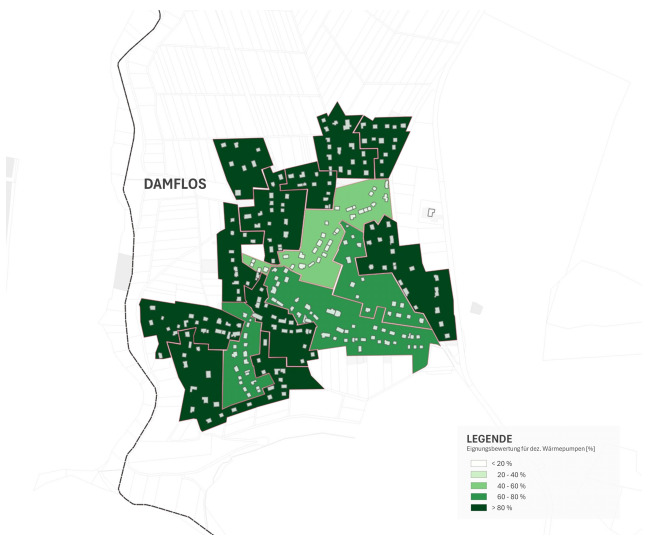 DAMFLOS
LEGENDE
Eignungsbewertung für dez. Wärmepumpen [%]
< 20 %
20 - 40 %
40 - 60 %
60 - 80 %
> 80 %